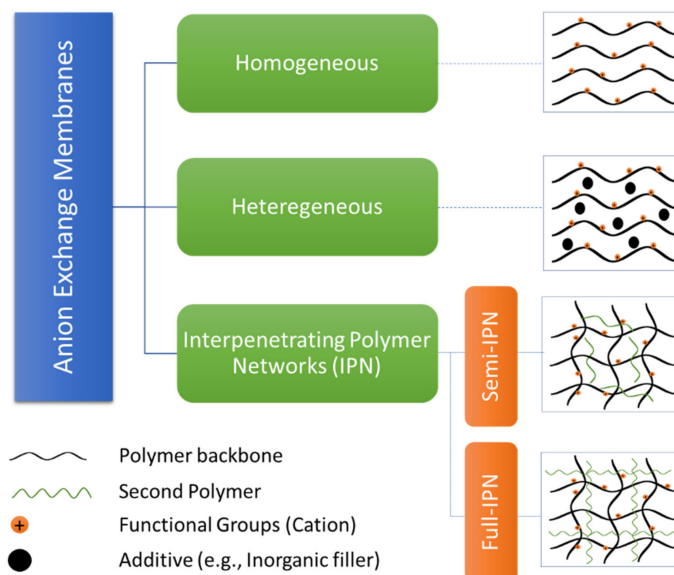 Anion Exchange Membranes
Homogeneous
Heteregeneous
Interpenetrating Polymer
Networks (IPN)
Semi-IPN
Full-IPN
Polymer backbone
Second Polymer
Functional Groups (Cation)
Additive (e.g., Inorganic filler)